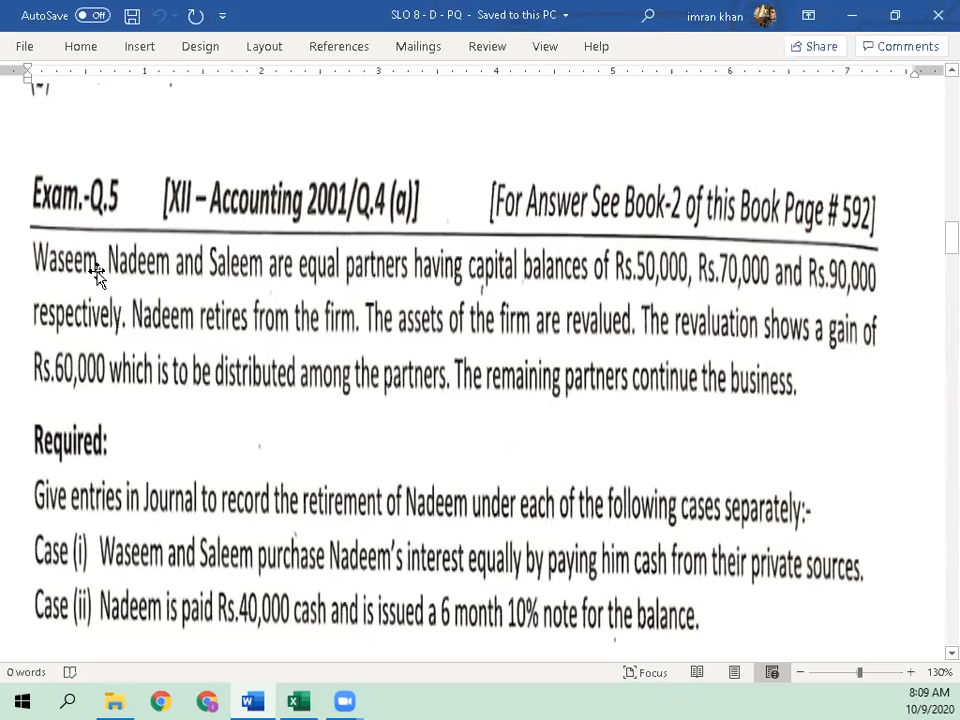 AutoSave Off SLO 8 - D - PQ - Saved to this PC imran khan
File Home Insert Design Layout References Mailings Review View Help Share Comments
1 2 3 4 5 6 7
Exam.-Q.5 [XII – Accounting 2001/Q.4 (a)] [For Answer See Book-2 of this Book Page # 592]
Waseem, Nadeem and Saleem are equal partners having capital balances of Rs.50,000, Rs.70,000 and Rs.90,000
respectively. Nadeem retires from the firm. The assets of the firm are revalued. The revaluation shows a gain of
Rs.60,000 which is to be distributed among the partners. The remaining partners continue the business.
Required:
Give entries in Journal to record the retirement of Nadeem under each of the following cases separately:-
Case (i) Waseem and Saleem purchase Nadeem's interest equally by paying him cash from their private sources.
Case (ii) Nadeem is paid Rs.40,000 cash and is issued a 6 month 10% note for the balance.
0 words Focus 130%
8:09 AM
10/9/2020